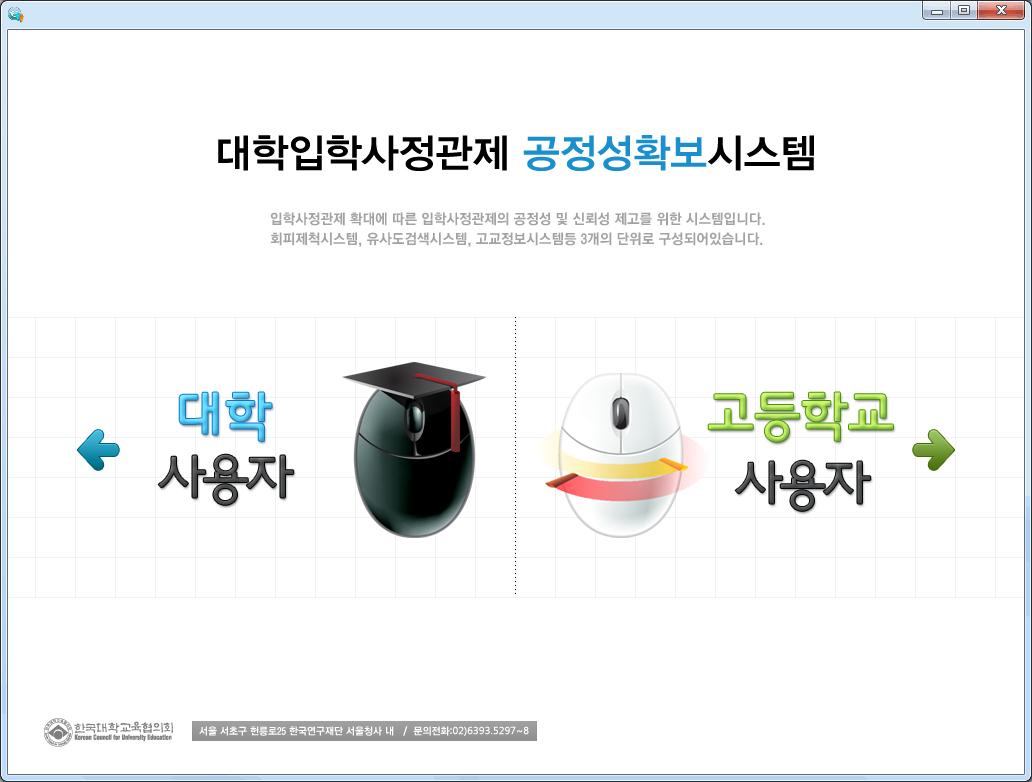 대학입학사정관제 공정성확보시스템
입학사정관제 확대에 따른 입학사정관제의 공정성 및 신뢰성 제고를 위한 시스템입니다.
회피제척시스템, 유사도검색시스템, 고교정보시스템등 3개의 단위로 구성되어있습니다.
대학
사용자
고등학교
사용자
한국대학교육협의회
Korean Council for University Education
서울 서초구 헌릉로25 한국연구재단 서울청사 내 / 문의전화:02)6393.5297~8